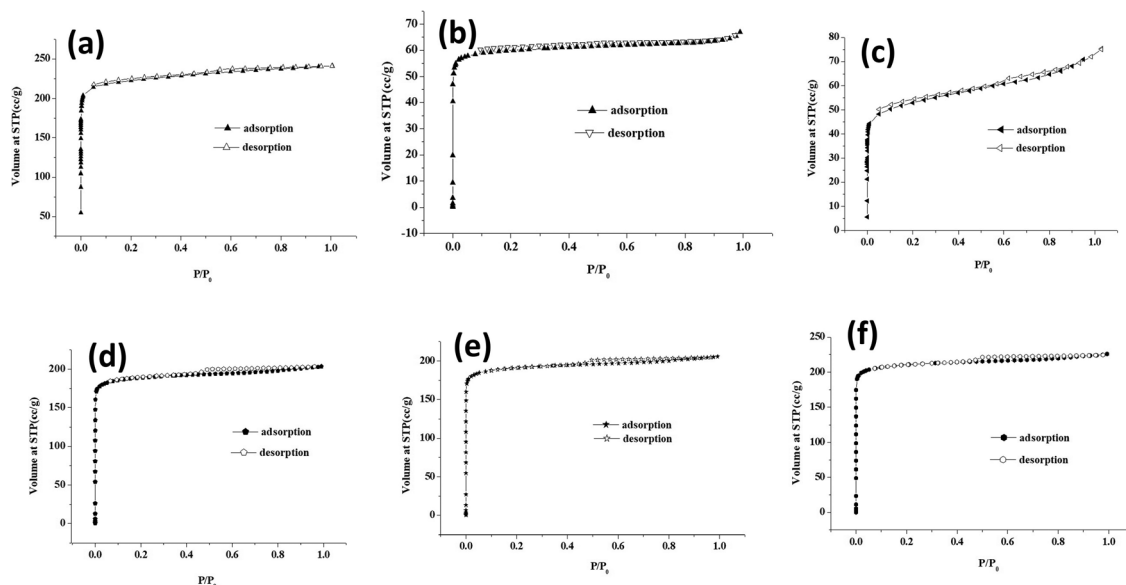 (a)
250
200
150
100
50
0.0 0.2 0.4 0.6 0.8 1.0
Volume at STP(cc/g)
P/P0
adsorption
desorption
(b)
70
60
50
40
30
20
10
0
-10
0.0 0.2 0.4 0.6 0.8 1.0
Volume at STP(cc/g)
P/P0
adsorption
desorption
(c)
80
70
60
50
40
30
20
10
0
0.0 0.2 0.4 0.6 0.8 1.0
Volume at STP (cc/g)
P/P0
adsorption
desorption
(d)
200
150
100
50
0
0.0 0.2 0.4 0.6 0.8 1.0
Volume at STP(cc/g)
P/P0
adsorption
desorption
(e)
200
150
100
50
0
0.0 0.2 0.4 0.6 0.8 1.0
Volume at STP(cc/g)
P/P0
adsorption
desorption
(f)
250
200
150
100
50
0
0.0 0.2 0.4 0.6 0.8 1.0
Volume at STP(cc/g)
P/P0
adsorption
desorption